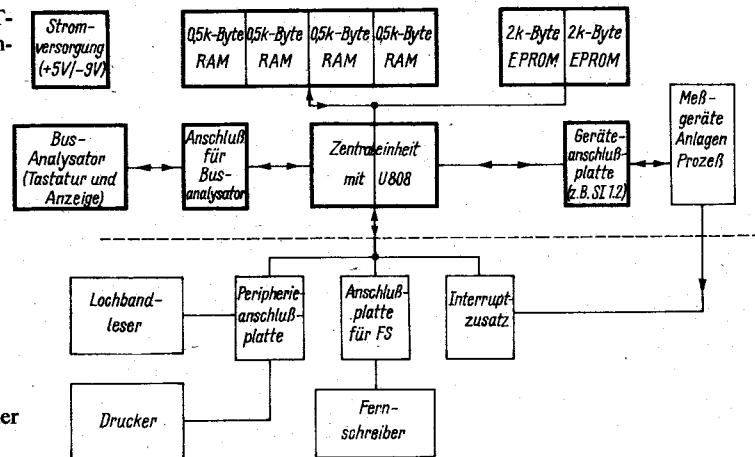 T-
n-
Strom-
versorgung
(+5V/-9V)
0,5k-Byte
RAM
0,5k-Byte
RAM
0,5k-Byte
RAM
0,5k-Byte
RAM
2k-Byte
EPROM
2k-Byte
EPROM
Meß-
geräte
Anlagen
Prozeß
Bus-
Analysator
(Tastatur und
Anzeige)
Anschluß
für
Bus-
analysator
Zentraleinheit
mit U808
Geräte-
anschluß-
platte
(z.B. SI 1.2)
Lochband-
leser
Peripherie-
anschluß-
platte
Anschluß-
platte
für FS
Interrupt-
zusatz
Drucker
Fern-
schreiber
er